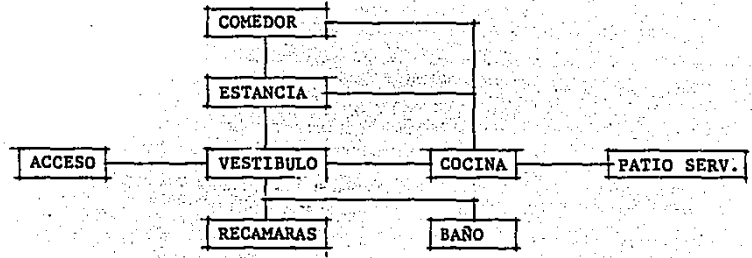 COMEDOR
ESTANCIA
ACCESO VESTIBULO COCINA PATIO SERV.
RECAMARAS BAÑO